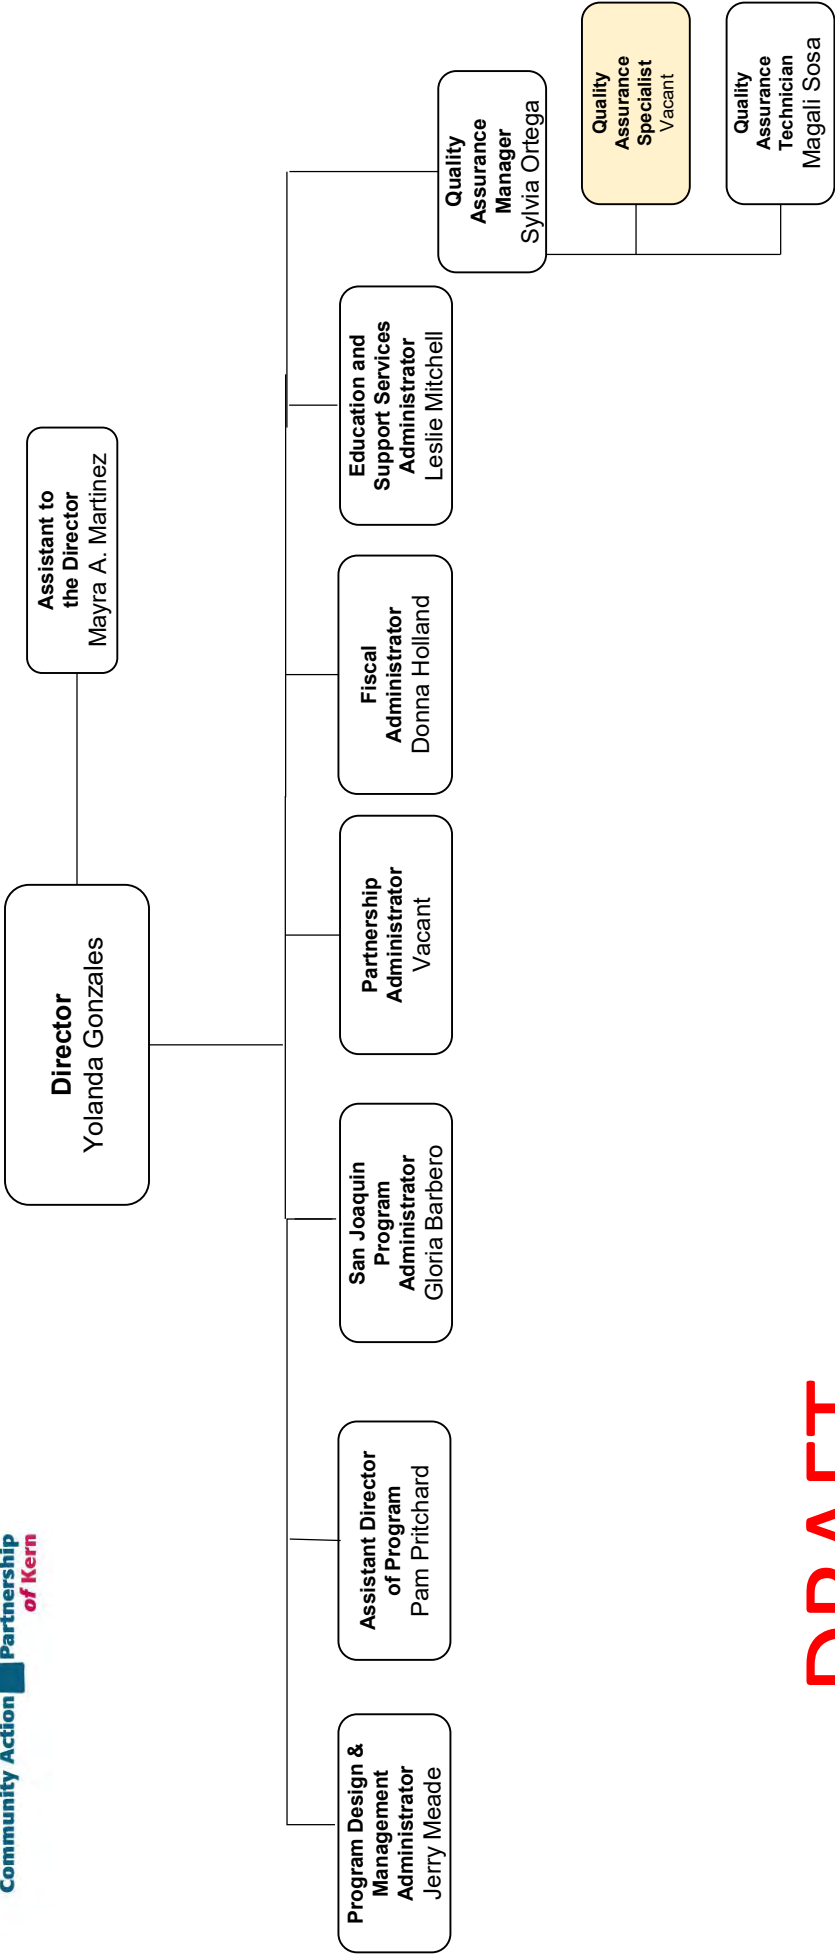 Community Action Partnership
of Kern
Director
Yolanda Gonzales
Assistant to
the Director
Mayra A. Martinez
Program Design &
Management
Administrator
Jerry Meade
Assistant Director
of Program
Pam Pritchard
San Joaquin
Program
Administrator
Gloria Barbero
Partnership
Administrator
Vacant
Fiscal
Administrator
Donna Holland
Education and
Support Services
Administrator
Leslie Mitchell
Quality
Assurance
Manager
Sylvia Ortega
Quality
Assurance
Specialist
Vacant
Quality
Assurance
Technician
Magali Sosa
DRAFT